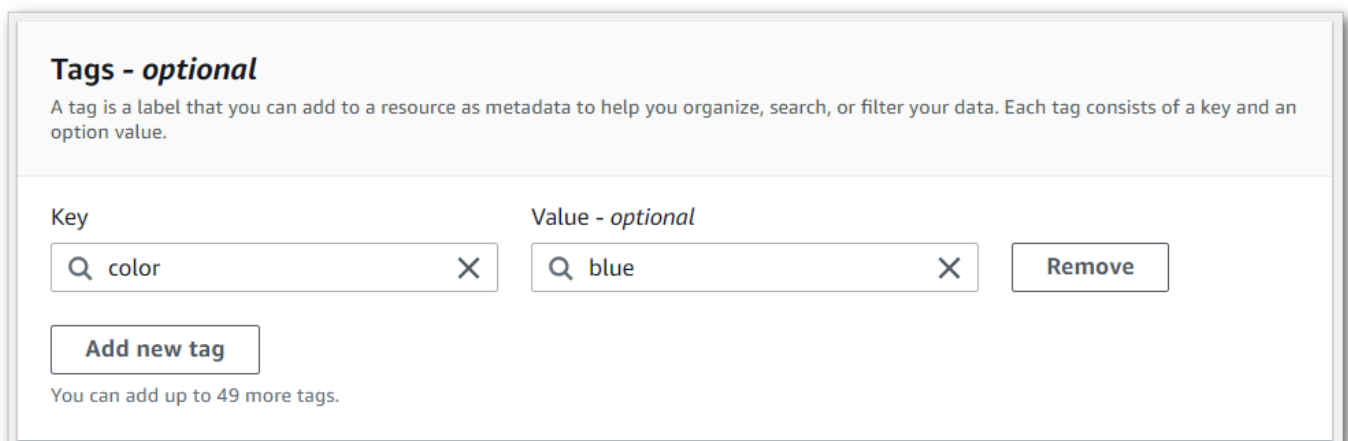 Tags - optional
A tag is a label that you can add to a resource as metadata to help you organize, search, or filter your data. Each tag consists of a key and an
option value.
Key
Value - optional
color
blue
Remove
Add new tag
You can add up to 49 more tags.